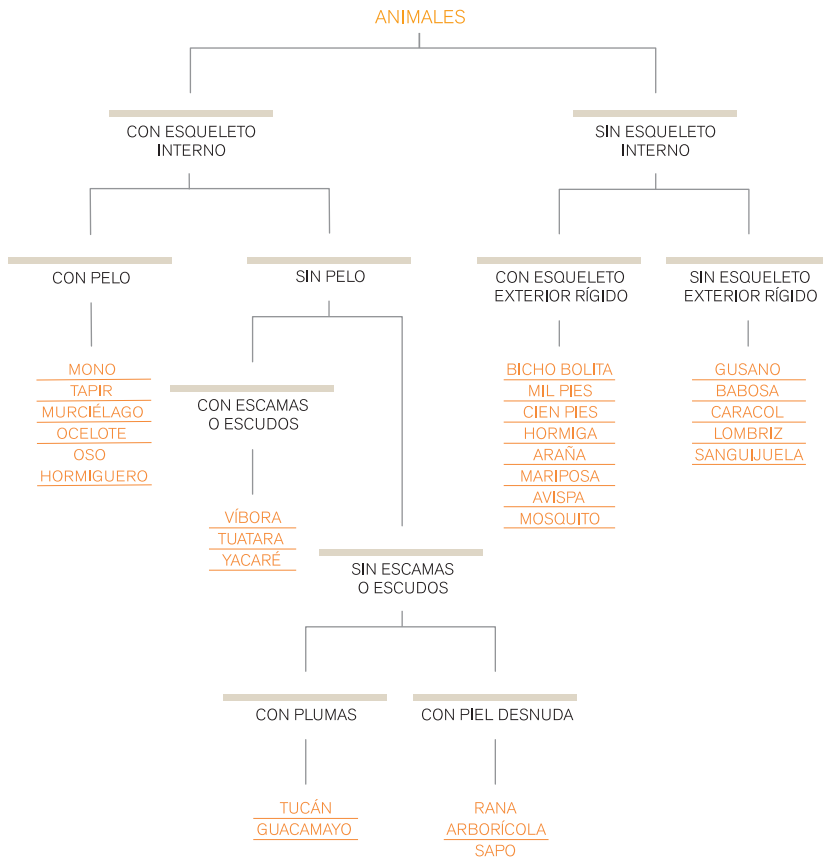 ANIMALES
CON ESQUELETO
INTERNO
SIN ESQUELETO
INTERNO
CON PELO
SIN PELO
CON ESQUELETO
EXTERIOR RÍGIDO
SIN ESQUELETO
EXTERIOR RÍGIDO
MONO
TAPIR
MURCIÉLAGO
OCELOTE
OSO
HORMIGUERO
CON ESCAMAS
O ESCUDOS
VÍBORA
TUATARA
YACARÉ
BICHO BOLITA
MIL PIES
CIEN PIES
HORMIGA
ARAÑA
MARIPOSA
AVISPA
MOSQUITO
GUSANO
BABOSA
CARACOL
LOMBRIZ
SANGUIJUELA
SIN ESCAMAS
O ESCUDOS
CON PLUMAS
CON PIEL DESNUDA
TUCÁN
GUACAMAYO
RANA
ARBORÍCOLA
SAPO